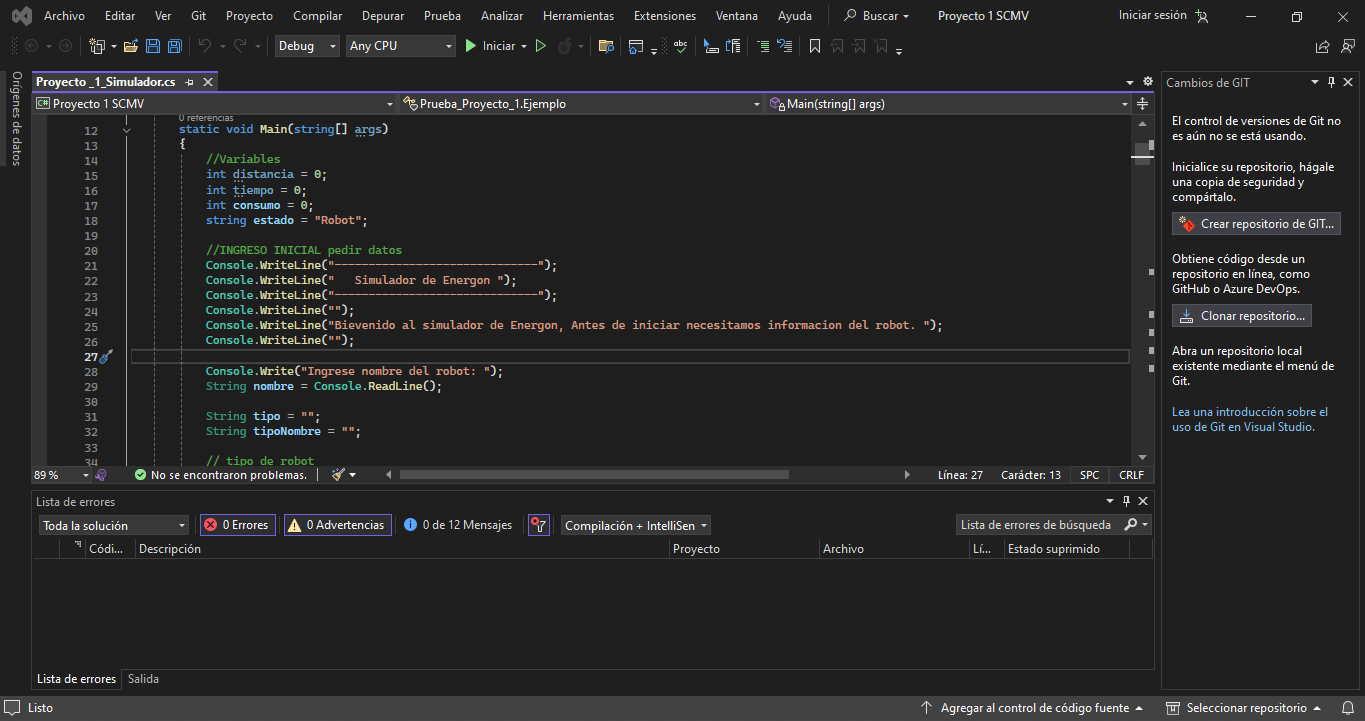 Archivo Editar Ver Git Proyecto Compilar Depurar Prueba Analizar Herramientas Extensiones Ventana Ayuda Buscar Proyecto 1 SCMV Iniciar sesión
Debug Any CPU Iniciar
Orígenes de datos
Proyecto _1_Simulador.cs
Proyecto 1 SCMV Prueba_Proyecto_1.Ejemplo Main(string[] args)
0 referencias
12 static void Main(string[] args)
13 {
14 //Variables
15 int distancia = 0;
16 int tiempo = 0;
17 int consumo = 0;
18 string estado = "Robot";
19
20 //INGRESO INICIAL pedir datos
21 Console.WriteLine("------------------------------");
22 Console.WriteLine("   Simulador de Energon ");
23 Console.WriteLine("------------------------------");
24 Console.WriteLine("");
25 Console.WriteLine("Bievenido al simulador de Energon, Antes de iniciar necesitamos informacion del robot. ");
26 Console.WriteLine("");
27
28 Console.Write("Ingrese nombre del robot: ");
29 String nombre = Console.ReadLine();
30
31 String tipo = "";
32 String tipoNombre = "";
33
34 // tipo de robot
89 % No se encontraron problemas. Línea: 27 Carácter: 13 SPC CRLF
Lista de errores
Toda la solución 0 Errores 0 Advertencias 0 de 12 Mensajes Compilación + IntelliSen Lista de errores de búsqueda
Códi... Descripción Proyecto Archivo Lí... Estado suprimido
Lista de errores Salida
Cambios de GIT
El control de versiones de Git no
es aún no se está usando.
Inicialice su repositorio, hágale
una copia de seguridad y
compártalo.
Crear repositorio de GIT...
Obtiene código desde un
repositorio en línea, como
GitHub o Azure DevOps.
Clonar repositorio...
Abra un repositorio local
existente mediante el menú de
Git.
Lea una introducción sobre el
uso de Git en Visual Studio.
Listo Agregar al control de código fuente Seleccionar repositorio